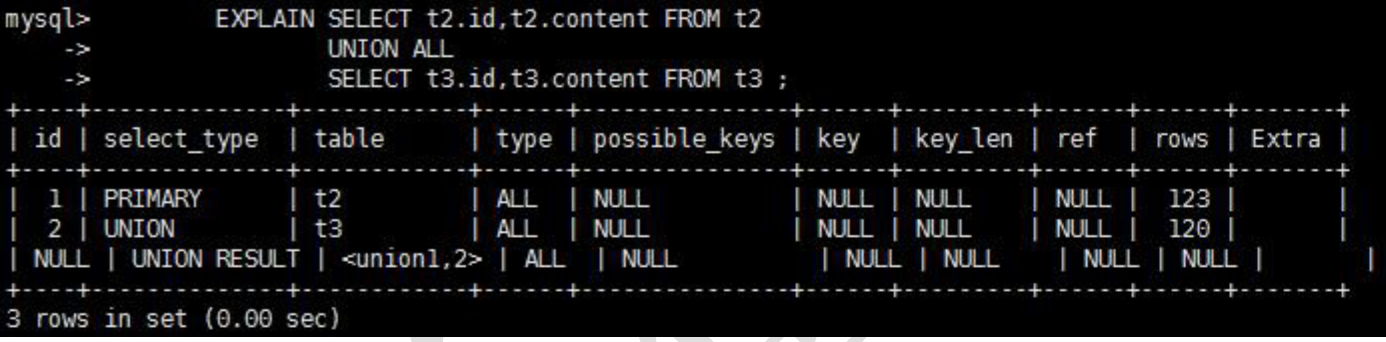 mysql>        EXPLAIN SELECT t2.id,t2.content FROM t2
    ->               UNION ALL
    ->               SELECT t3.id,t3.content FROM t3 ;
+----+--------------+------------+------+---------------+------+---------+------+------+-------+
| id | select_type  | table      | type | possible_keys | key  | key_len | ref  | rows | Extra |
+----+--------------+------------+------+---------------+------+---------+------+------+-------+
|  1 | PRIMARY      | t2         | ALL  | NULL          | NULL | NULL    | NULL |  123 |       |
|  2 | UNION        | t3         | ALL  | NULL          | NULL | NULL    | NULL |  120 |       |
| NULL | UNION RESULT | <union1,2> | ALL  | NULL          | NULL | NULL    | NULL | NULL |       |
+----+--------------+------------+------+---------------+------+---------+------+------+-------+
3 rows in set (0.00 sec)